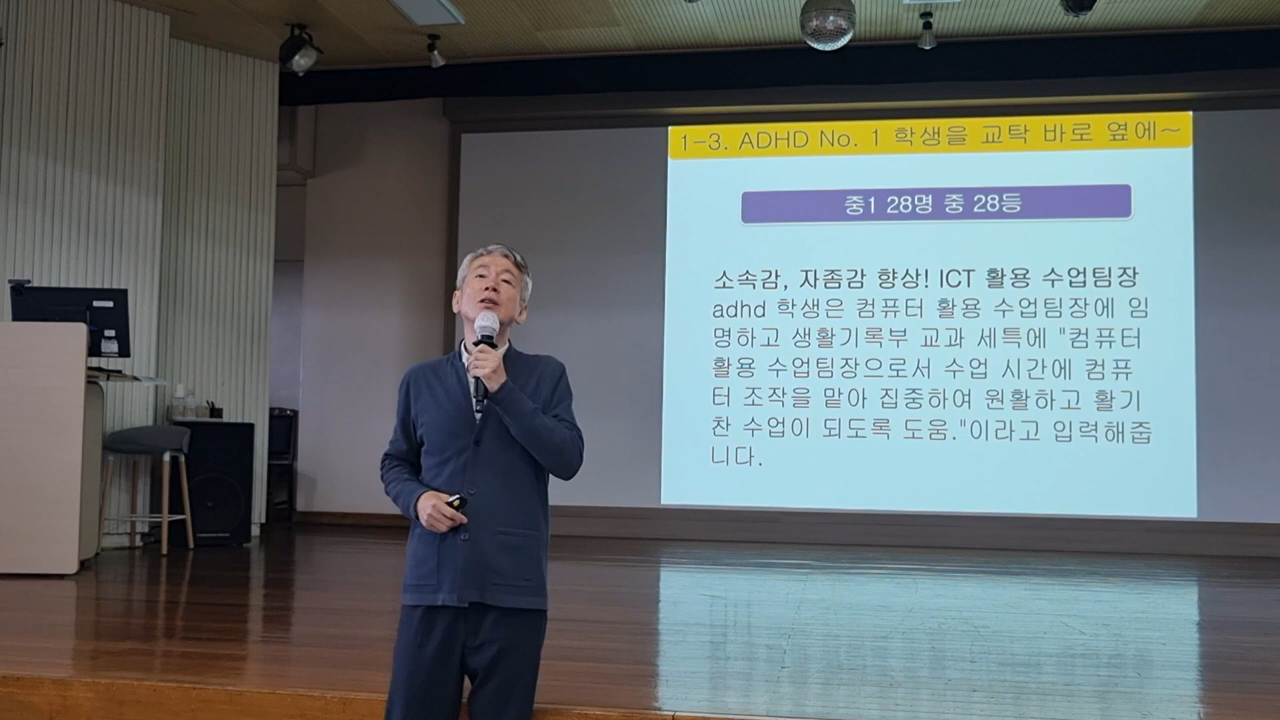 1-3. ADHD No. 1 학생을 교탁 바로 옆에~
중1 28명 중 28등
소속감, 자존감 향상! ICT 활용 수업팀장
adhd 학생은 컴퓨터 활용 수업팀장에 임
명하고 생활기록부 교과 세특에 "컴퓨터
활용 수업팀장으로서 수업 시간에 컴퓨
터 조작을 맡아 집중하여 원활하고 활기
찬 수업이 되도록 도움."이라고 입력해줍
니다.